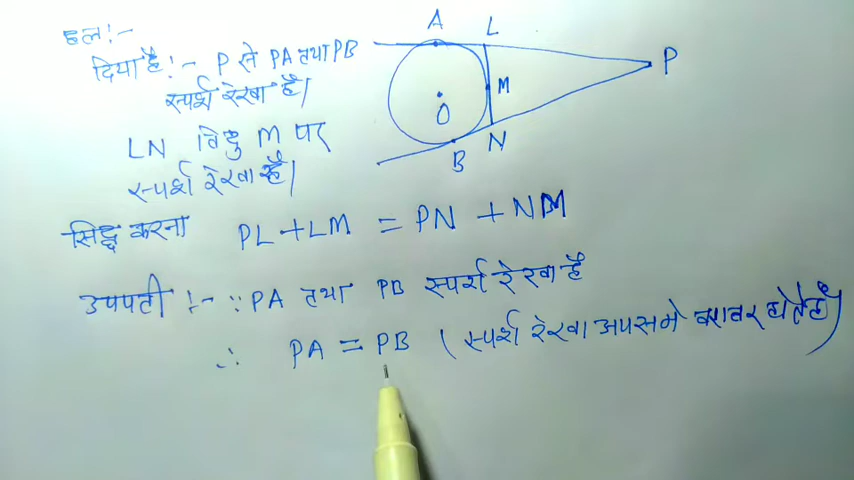 हल:-
दिया है:- P से PA तथा PB
स्पर्श रेखा है।
LN बिन्दु M पर
स्पर्श रेखा है।
A L
P
M
O
N
B
सिद्ध करना PL + LM = PN + NM
उपपत्ती :- ∵ PA तथा PB स्पर्श रेखा है
∴ PA = PB (स्पर्श रेखा आपस मे बराबर होते है)